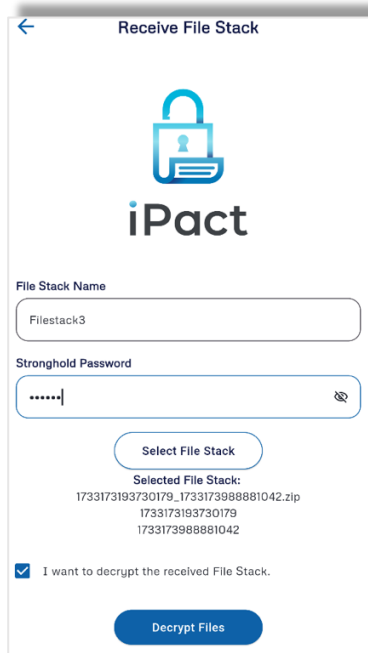 Receive File Stack
iPact
File Stack Name
Filestack3
Stronghold Password
••••••
Select File Stack
Selected File Stack:
1733173193730179_1733173988881042.zip
1733173193730179
1733173988881042
I want to decrypt the received File Stack.
Decrypt Files